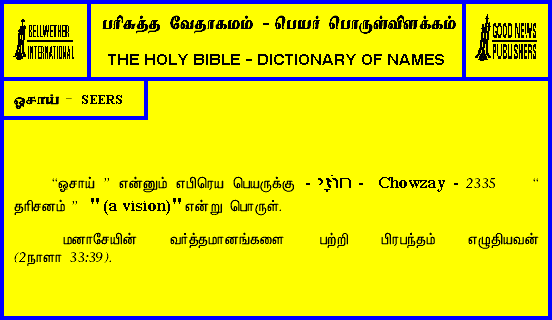 BELLWETHER
INTERNATIONAL
பரிசுத்த வேதாகமம் - பெயர் பொருள்விளக்கம்
THE HOLY BIBLE - DICTIONARY OF NAMES
GOOD NEWS
PUBLISHERS
ஓசாய் - SEERS
“ஓசாய் ” என்னும் எபிரெய பெயருக்கு - חוֹזָי - Chowzay - 2335 “
தரிசனம் ” "(a vision)" என்று பொருள்.
மனாசேயின் வர்த்தமானங்களை பற்றி பிரபந்தம் எழுதியவன்
(2நாளா 33:39).